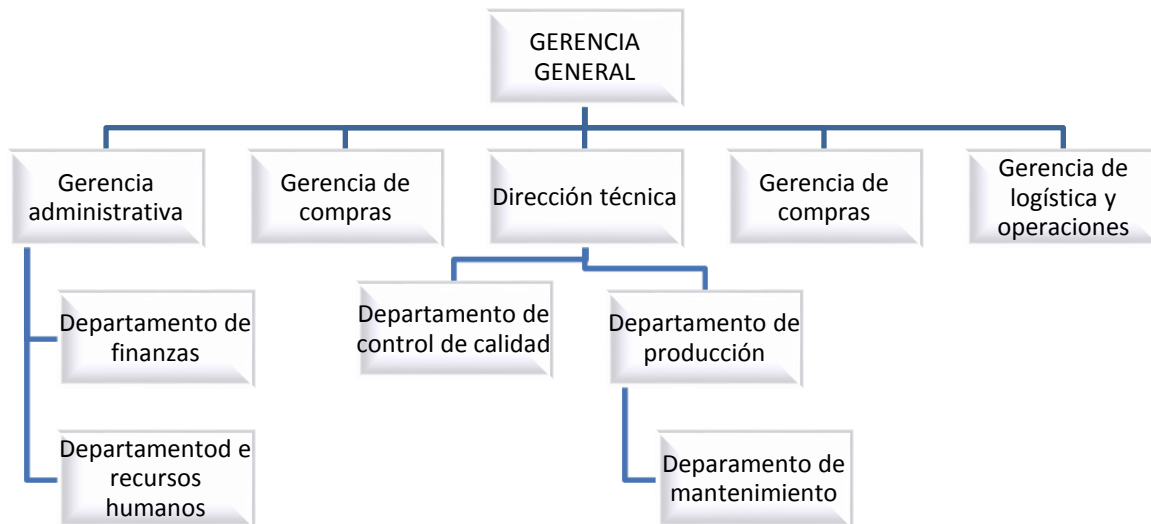 GERENCIA
GENERAL
Gerencia
administrativa
Gerencia de
compras
Dirección técnica
Gerencia de
compras
Gerencia de
logística y
operaciones
Departamento de
finanzas
Departamentod e
recursos
humanos
Departamento de
control de calidad
Departamento de
producción
Deparamento de
mantenimiento